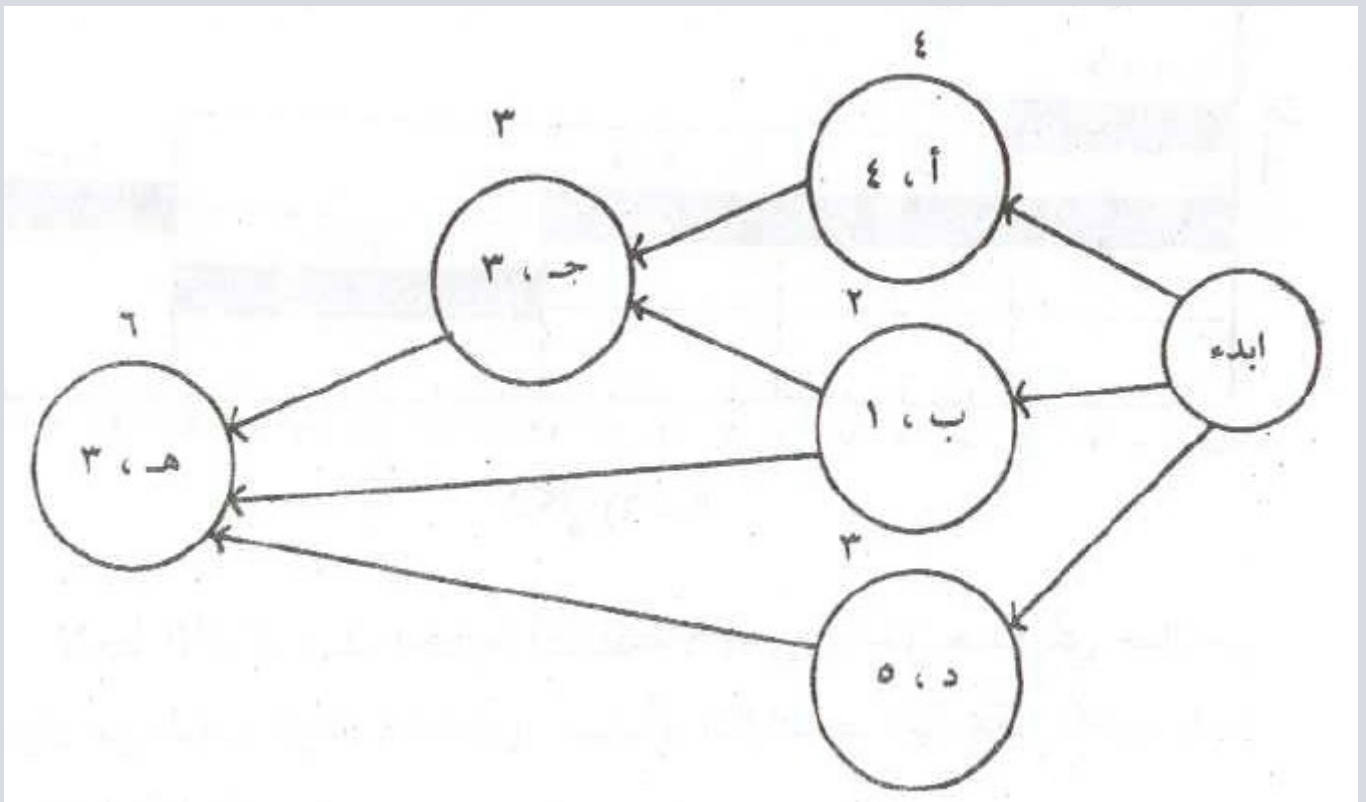 ٤
أ ، ٤
٣
جـ ، ٣
٢
ابدء
ب ، ١
٦
هـ ، ٣
٣
د ، ٥